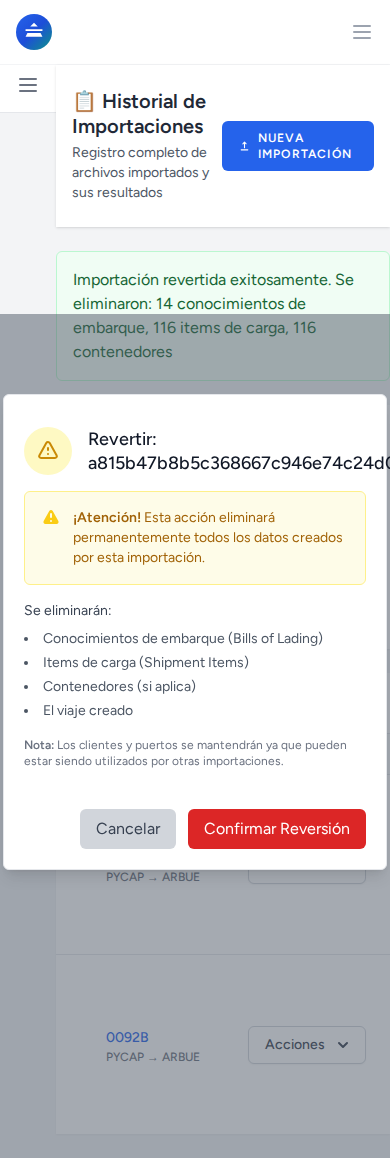 📋 Historial de
Importaciones
Registro completo de
archivos importados y
sus resultados
NUEVA
IMPORTACIÓN
Importación revertida exitosamente. Se
eliminaron: 14 conocimientos de
embarque, 116 items de carga, 116
contenedores
Revertir:
a815b47b8b5c368667c946e74c24d0
¡Atención! Esta acción eliminará
permanentemente todos los datos creados
por esta importación.
Se eliminarán:
• Conocimientos de embarque (Bills of Lading)
• Items de carga (Shipment Items)
• Contenedores (si aplica)
• El viaje creado
Nota: Los clientes y puertos se mantendrán ya que pueden
estar siendo utilizados por otras importaciones.
Cancelar
Confirmar Reversión
PYCAP → ARBUE
0092B
PYCAP → ARBUE
Acciones